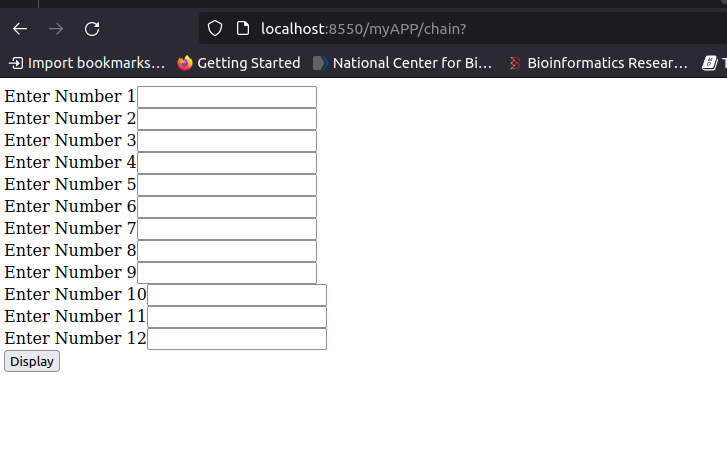 localhost:8550/myAPP/chain?
Import bookmarks… Getting Started National Center for Bi… Bioinformatics Resear…
Enter Number 1
Enter Number 2
Enter Number 3
Enter Number 4
Enter Number 5
Enter Number 6
Enter Number 7
Enter Number 8
Enter Number 9
Enter Number 10
Enter Number 11
Enter Number 12
Display